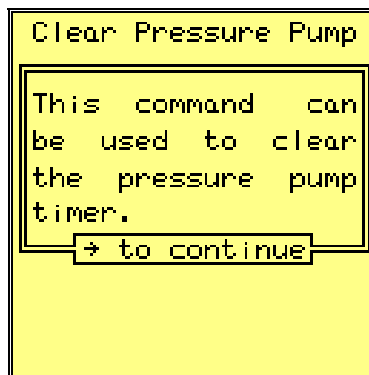 Clear Pressure Pump
This command can
be used to clear
the pressure pump
timer.
→ to continue